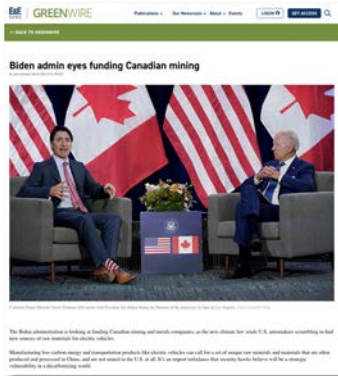 E&E NEWS | GREENWIRE
Publications Our Newsroom About Events LOGIN GET ACCESS
<< BACK TO GREENWIRE
Biden admin eyes funding Canadian mining
The Biden administration is looking at funding Canadian mining and metals companies, as the new climate law sends U.S. automakers scrambling to find
new sources of raw materials for electric vehicles.
Manufacturing low-carbon energy and transportation products like electric vehicles can call for a set of unique raw minerals and materials that are often
produced and processed in China, and are not mined in the U.S. at all. It's an import imbalance that security hawks believe will be a strategic
vulnerability in a decarbonizing world.